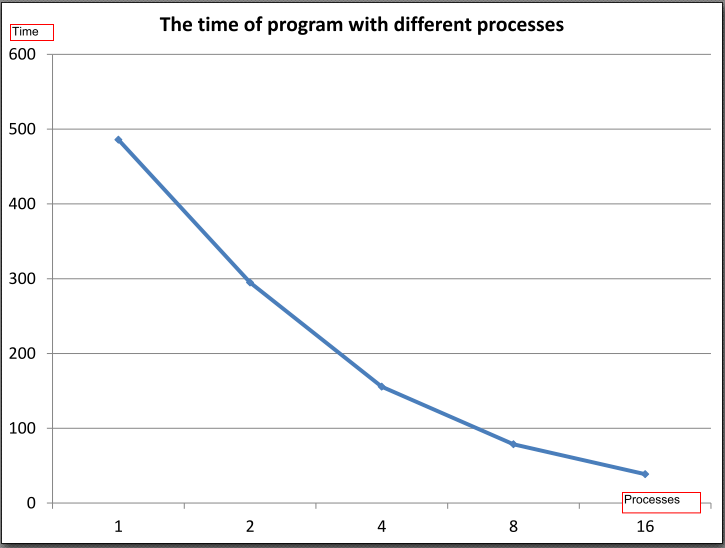 The time of program with different processes
Time
600
500
400
300
200
100
0
1 2 4 8 16
Processes